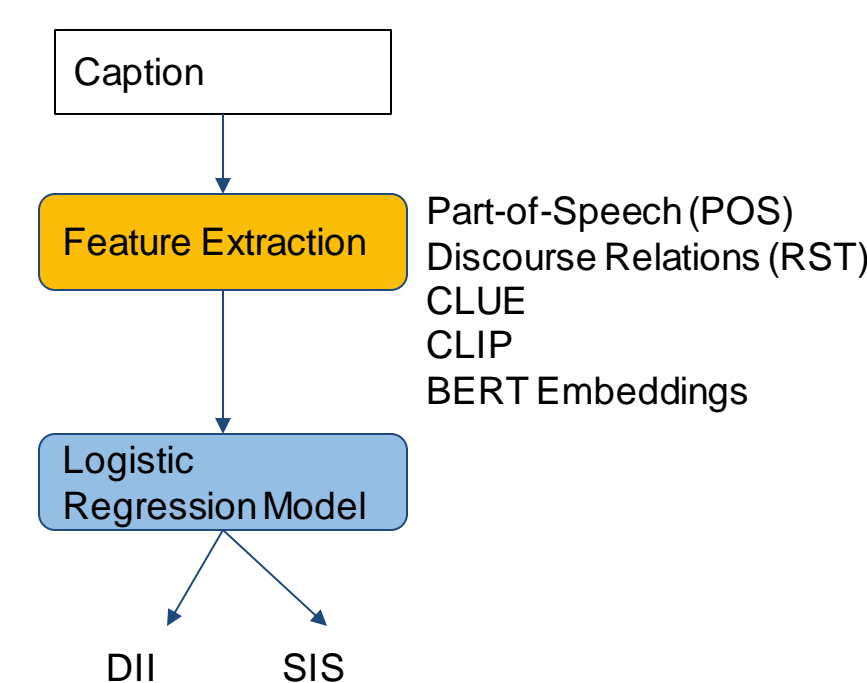 Caption
Feature Extraction
Part-of-Speech (POS)
Discourse Relations (RST)
CLUE
CLIP
BERT Embeddings
Logistic
Regression Model
DII
SIS